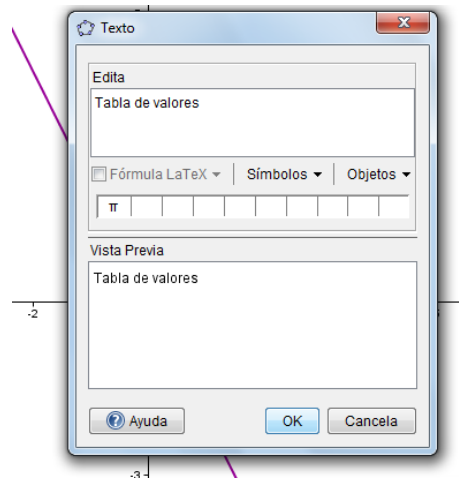 Texto
Edita
Tabla de valores
Fórmula LaTeX
Símbolos
Objetos
π
Vista Previa
Tabla de valores
-2
Ayuda
OK
Cancela
-3